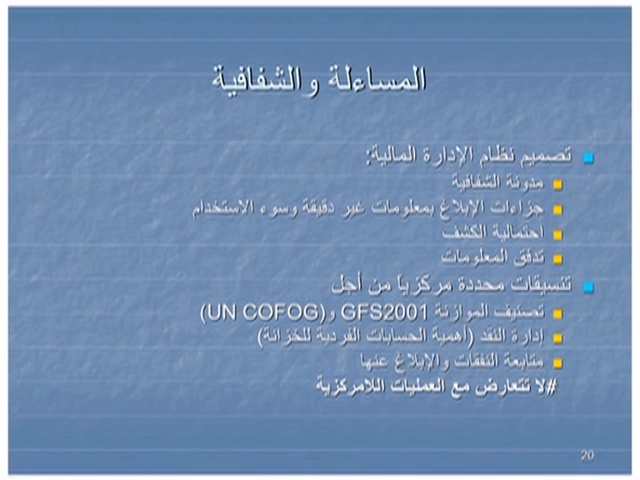 المساءلة والشفافية
تصميم نظام الإدارة المالية:
مدونة الشفافية
جزاءات الإبلاغ بمعلومات غير دقيقة وسوء الاستخدام
احتمالية الكشف
تدفق المعلومات
تنسيقات محددة مركزياً من أجل
تصنيف الموازنة GFS2001 و(UN COFOG)
إدارة النقد (أهمية الحسابات الفردية للخزانة)
متابعة النفقات والإبلاغ عنها
#لا تتعارض مع العمليات اللامركزية
20